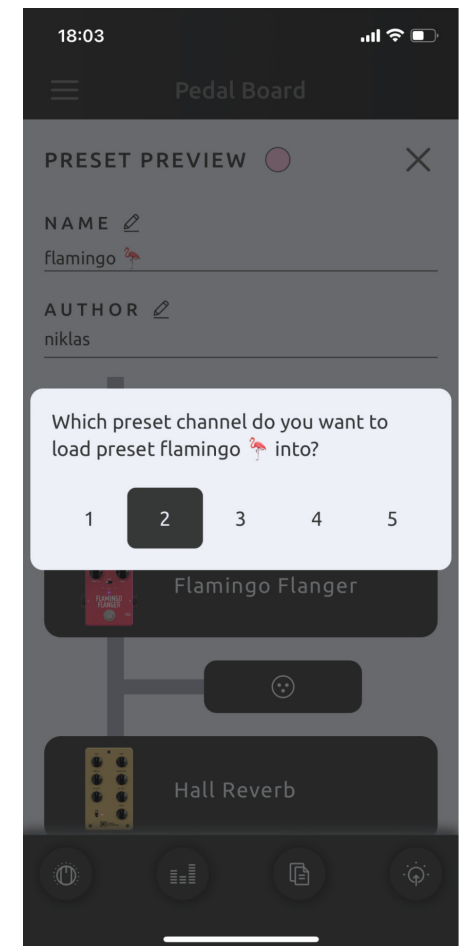 18:03
Pedal Board
PRESET PREVIEW
NAME
flamingo 🦩
AUTHOR
niklas
Which preset channel do you want to
load preset flamingo 🦩 into?
1 2 3 4 5
FLAMINGO
FLANGER
Flamingo Flanger
Hall Reverb